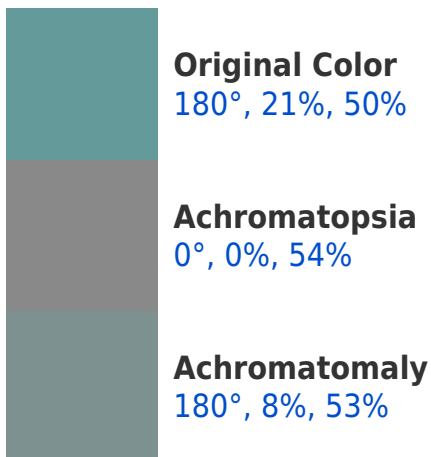 Original Color
180°, 21%, 50%
Achromatopsia
0°, 0%, 54%
Achromatomaly
180°, 8%, 53%